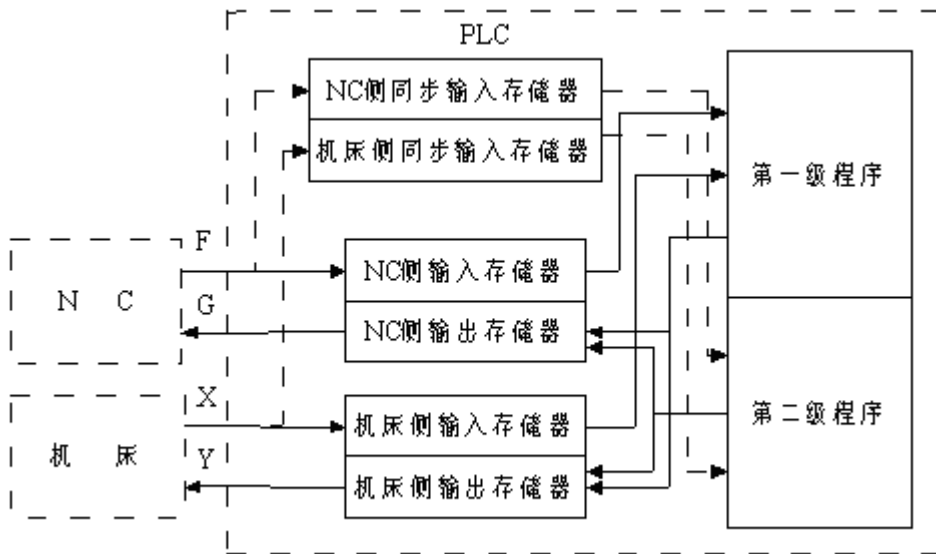 PLC
NC侧同步输入存储器
机床侧同步输入存储器
第一级程序
F
NC侧输入存储器
N C
G
NC侧输出存储器
X
机床侧输入存储器
第二级程序
机 床
Y
机床侧输出存储器